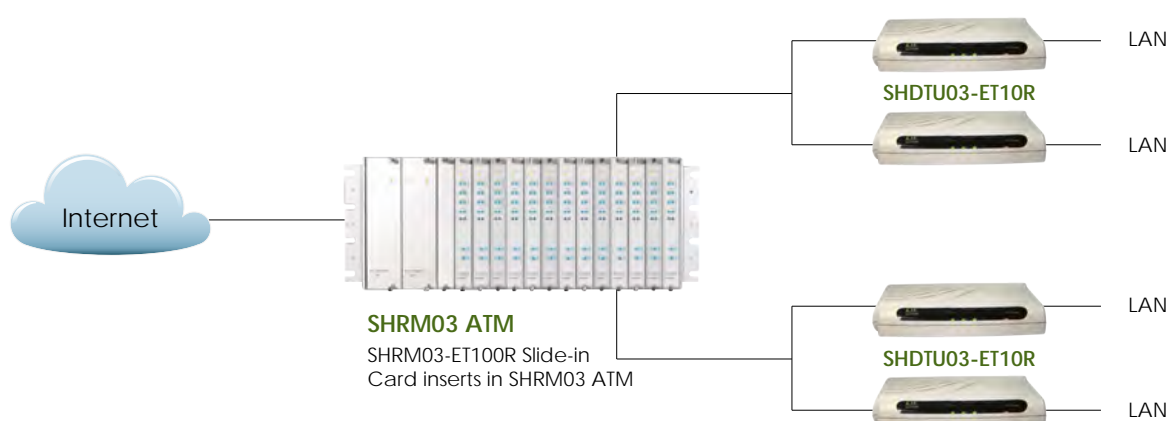 LAN
SHDTU03-ET10R
LAN
Internet
SHRM03 ATM
SHRM03-ET100R Slide-in
Card inserts in SHRM03 ATM
LAN
SHDTU03-ET10R
LAN